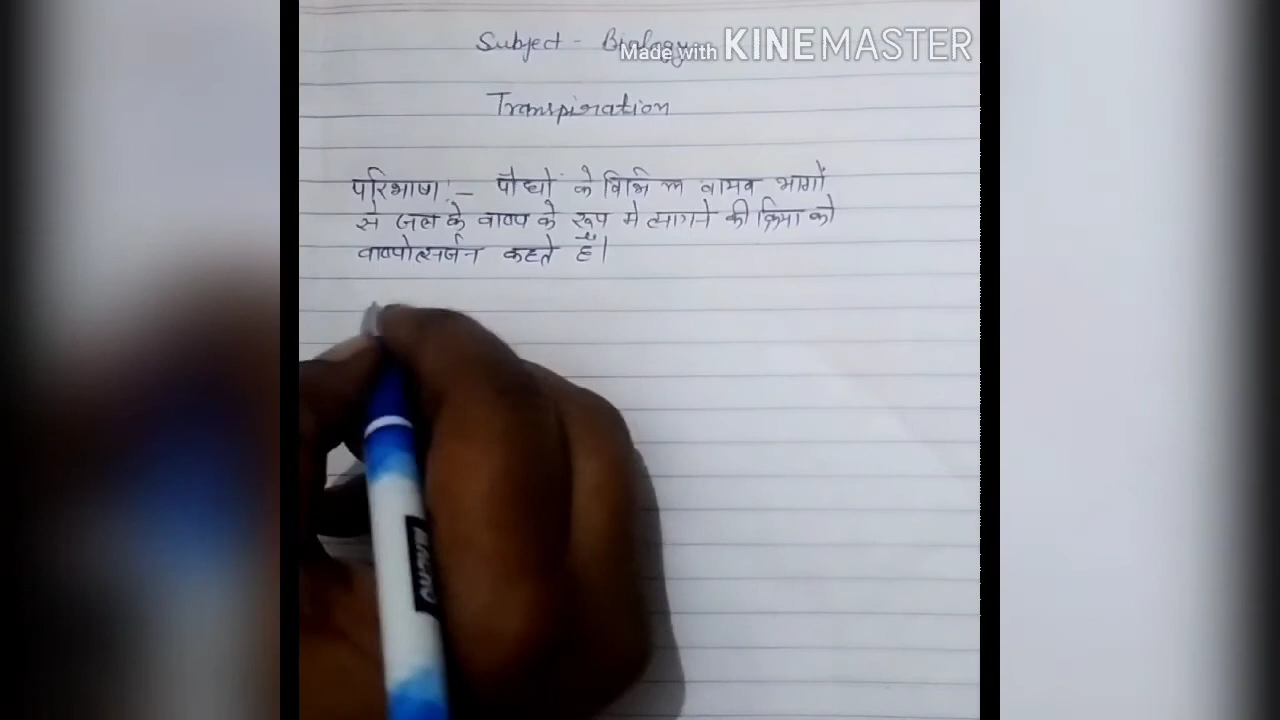 Subject - Biology
Made with KINEMASTER
Transpiration
परिभाषा :- पौधों के विभिन्न वायव भागों
से जल के वाष्प के रूप मे त्यागने की क्रिया को
वाष्पोत्सर्जन कहते हैं।